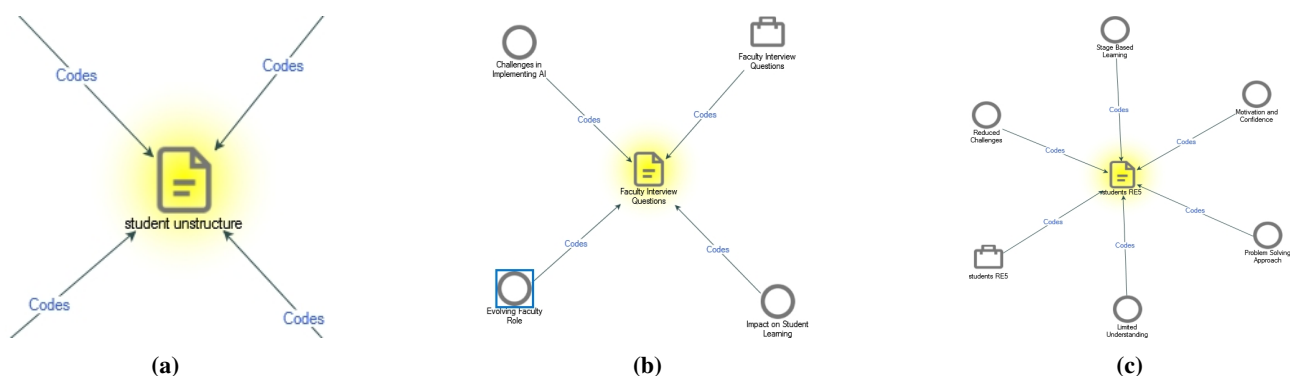 Codes
Codes
student unstructure
Codes
Codes
(a)
Challenges in
Implementing AI
Faculty Interview
Questions
Codes
Codes
Faculty Interview
Questions
Codes
Codes
Evolving Faculty
Role
Impact on Student
Learning
(b)
Stage Based
Learning
Motivation and
Confidence
Reduced
Challenges
Codes
Codes
Codes
students RE5
Codes
Codes
Codes
Problem Solving
Approach
students RE5
Limited
Understanding
(c)